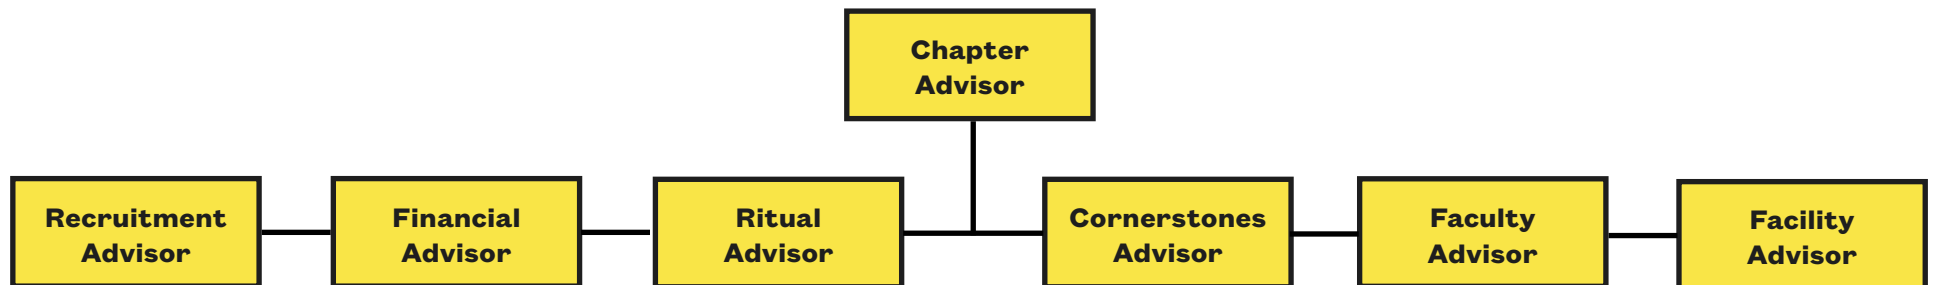 Chapter
Advisor
Recruitment
Advisor
Financial
Advisor
Ritual
Advisor
Cornerstones
Advisor
Faculty
Advisor
Facility
Advisor